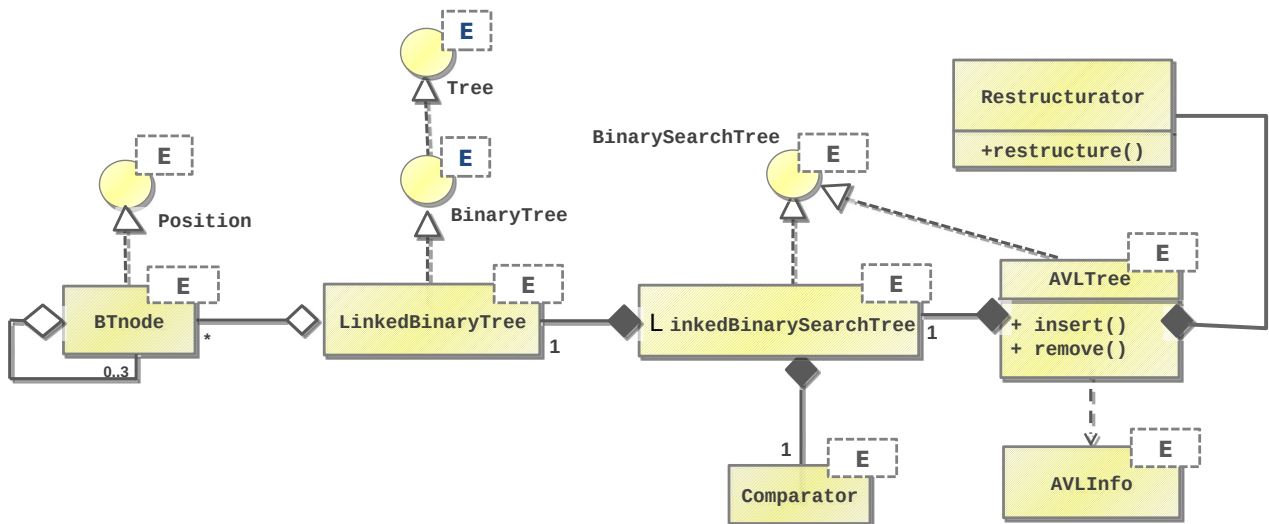 E
E
Tree
Restructurator
+restructure()
BinarySearchTree
E
E
E
Position
BinaryTree
E
BTnode
*
0..3
E
LinkedBinaryTree
1
E
L inkedBinarySearchTree
1
E
AVLTree
+ insert()
+ remove()
1
E
Comparator
E
AVLInfo